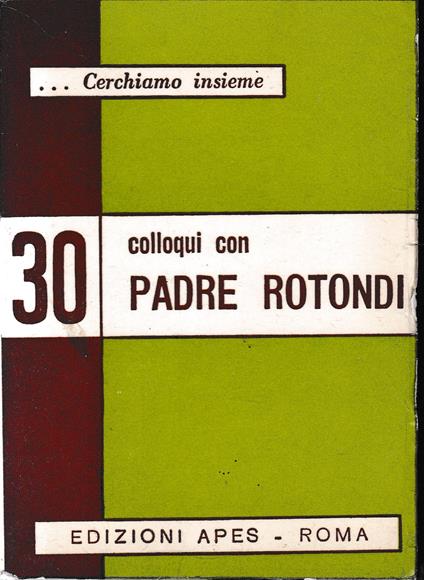 ... Cerchiamo insieme
30
colloqui con
PADRE ROTONDI
EDIZIONI APES - ROMA